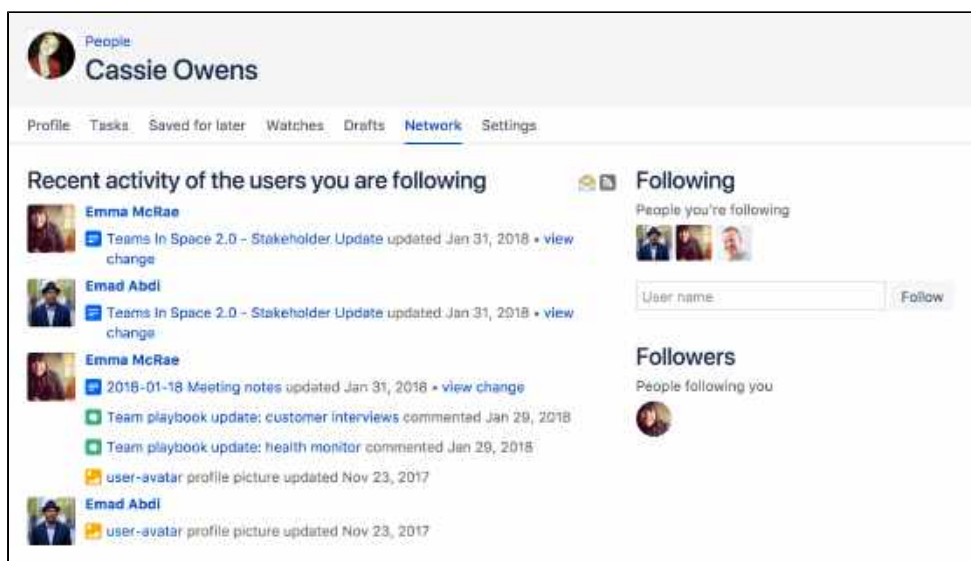 People
Cassie Owens
Profile Tasks Saved for later Watches Drafts Network Settings
Recent activity of the users you are following
Emma McRae
Teams In Space 2.0 - Stakeholder Update updated Jan 31, 2018 • view
change
Emad Abdi
Teams In Space 2.0 - Stakeholder Update updated Jan 31, 2018 • view
change
Emma McRae
2018-01-18 Meeting notes updated Jan 31, 2018 • view change
Team playbook update: customer interviews commented Jan 29, 2018
Team playbook update: health monitor commented Jan 29, 2018
user-avatar profile picture updated Nov 23, 2017
Emad Abdi
user-avatar profile picture updated Nov 23, 2017
Following
People you're following
User name Follow
Followers
People following you